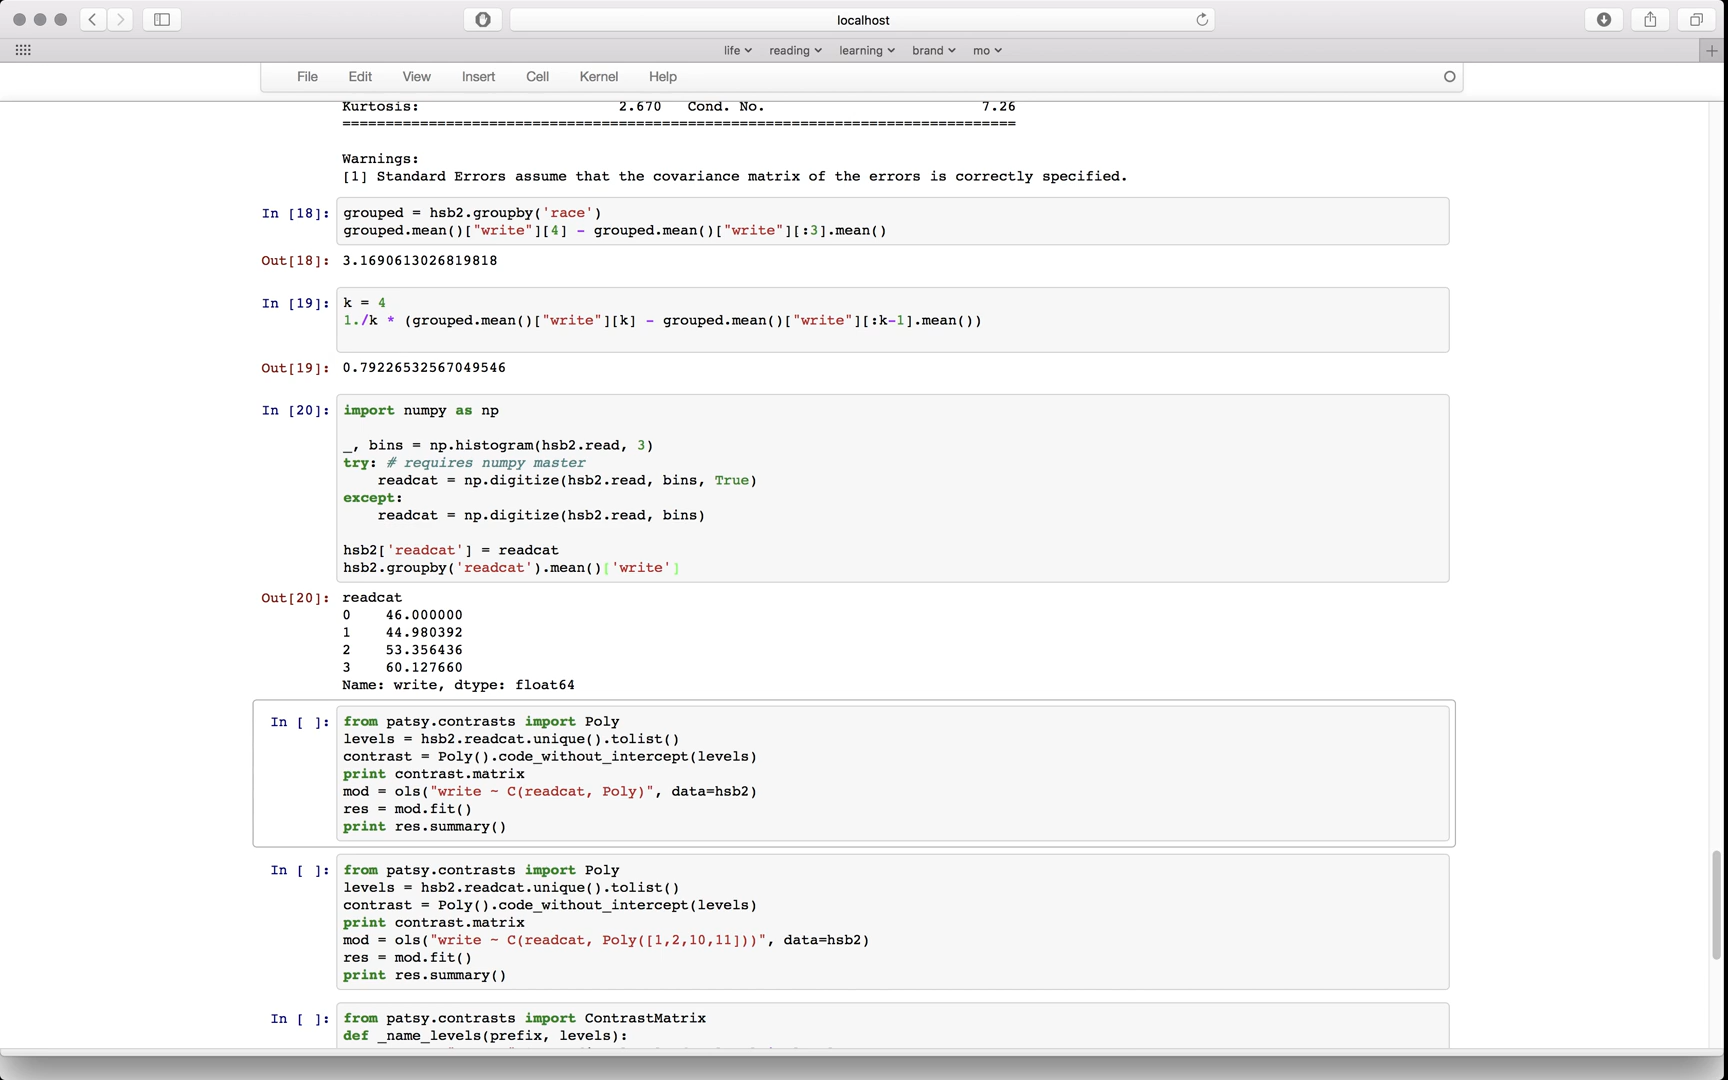 localhost
life reading learning brand mo
File Edit View Insert Cell Kernel Help
Kurtosis: 2.670 Cond. No. 7.26
==============================================================================
Warnings:
[1] Standard Errors assume that the covariance matrix of the errors is correctly specified.
In [18]: grouped = hsb2.groupby('race')
grouped.mean()["write"][4] - grouped.mean()["write"][:3].mean()
Out[18]: 3.1690613026819818
In [19]: k = 4
1./k * (grouped.mean()["write"][k] - grouped.mean()["write"][:k-1].mean())
Out[19]: 0.79226532567049546
In [20]: import numpy as np
_, bins = np.histogram(hsb2.read, 3)
try: # requires numpy master
    readcat = np.digitize(hsb2.read, bins, True)
except:
    readcat = np.digitize(hsb2.read, bins)
hsb2['readcat'] = readcat
hsb2.groupby('readcat').mean()['write']
Out[20]: readcat
0 46.000000
1 44.980392
2 53.356436
3 60.127660
Name: write, dtype: float64
In [ ]: from patsy.contrasts import Poly
levels = hsb2.readcat.unique().tolist()
contrast = Poly().code_without_intercept(levels)
print contrast.matrix
mod = ols("write ~ C(readcat, Poly)", data=hsb2)
res = mod.fit()
print res.summary()
In [ ]: from patsy.contrasts import Poly
levels = hsb2.readcat.unique().tolist()
contrast = Poly().code_without_intercept(levels)
print contrast.matrix
mod = ols("write ~ C(readcat, Poly([1,2,10,11]))", data=hsb2)
res = mod.fit()
print res.summary()
In [ ]: from patsy.contrasts import ContrastMatrix
def _name_levels(prefix, levels):